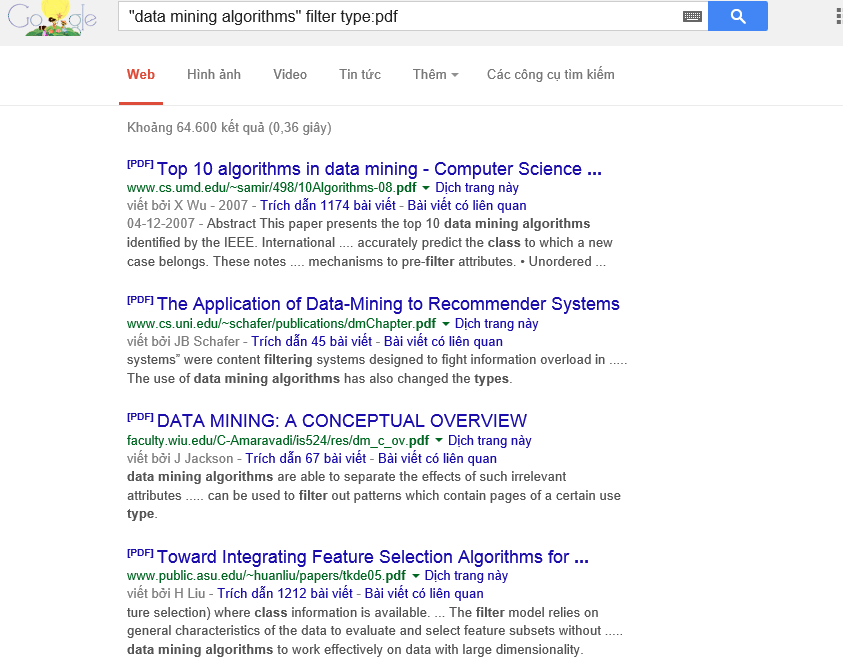 Google
"data mining algorithms" filter type:pdf
Web Hình ảnh Video Tin tức Thêm Các công cụ tìm kiếm
Khoảng 64.600 kết quả (0,36 giây)
[PDF] Top 10 algorithms in data mining - Computer Science ...
www.cs.umd.edu/~samir/498/10Algorithms-08.pdf Dịch trang này
viết bởi X Wu - 2007 - Trích dẫn 1174 bài viết - Bài viết có liên quan
04-12-2007 - Abstract This paper presents the top 10 data mining algorithms
identified by the IEEE. International .... accurately predict the class to which a new
case belongs. These notes .... mechanisms to pre-filter attributes. • Unordered ...
[PDF] The Application of Data-Mining to Recommender Systems
www.cs.uni.edu/~schafer/publications/dmChapter.pdf Dịch trang này
viết bởi JB Schafer - Trích dẫn 45 bài viết - Bài viết có liên quan
systems” were content filtering systems designed to fight information overload in .....
The use of data mining algorithms has also changed the types.
[PDF] DATA MINING: A CONCEPTUAL OVERVIEW
faculty.wiu.edu/C-Amaravadi/is524/res/dm_c_ov.pdf Dịch trang này
viết bởi J Jackson - Trích dẫn 67 bài viết - Bài viết có liên quan
data mining algorithms are able to separate the effects of such irrelevant
attributes ..... can be used to filter out patterns which contain pages of a certain use
type.
[PDF] Toward Integrating Feature Selection Algorithms for ...
www.public.asu.edu/~huanliu/papers/tkde05.pdf Dịch trang này
viết bởi H Liu - Trích dẫn 1212 bài viết - Bài viết có liên quan
ture selection) where class information is available. ... The filter model relies on
general characteristics of the data to evaluate and select feature subsets without .....
data mining algorithms to work effectively on data with large dimensionality.